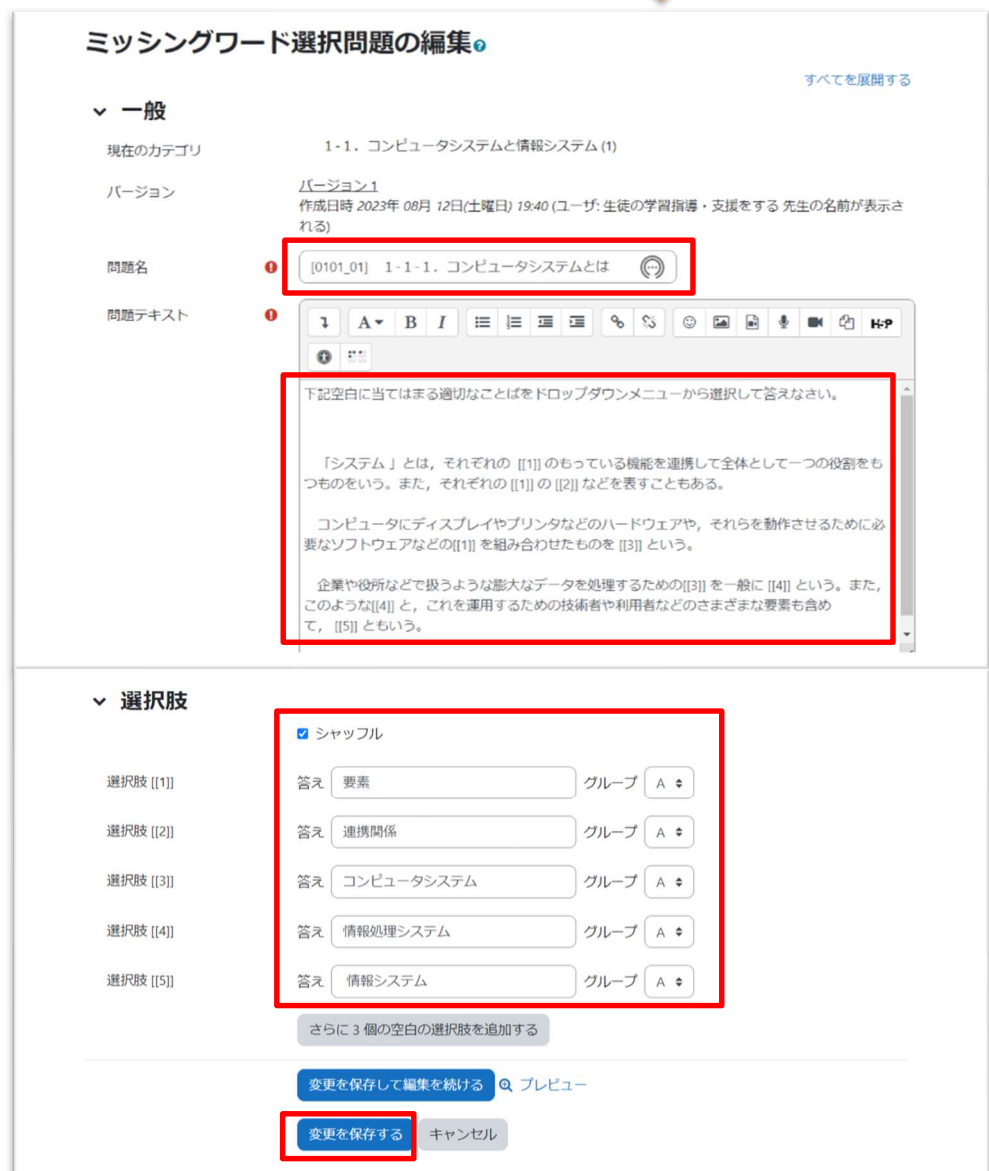 ミッシングワード選択問題の編集
すべてを展開する
一般
現在のカテゴリ 1-1．コンピュータシステムと情報システム (1)
バージョン バージョン 1
作成日時 2023年 08月 12日(土曜日) 19:40 (ユーザ: 生徒の学習指導・支援をする 先生の名前が表示さ
れる)
問題名 [0101_01] 1-1-1．コンピュータシステムとは
問題テキスト
A B I H-P
下記空白に当てはまる適切なことばをドロップダウンメニューから選択して答えなさい。
「システム 」とは，それぞれの [[1]] のもっている機能を連携して全体として一つの役割をも
つものをいう。また，それぞれの [[1]] の [[2]] などを表すこともある。
コンピュータにディスプレイやプリンタなどのハードウェアや，それらを動作させるために必
要なソフトウェアなどの[[1]] を組み合わせたものを [[3]] という。
企業や役所などで扱うような膨大なデータを処理するための[[3]] を一般に [[4]] という。また，
このような[[4]] と，これを運用するための技術者や利用者などのさまざまな要素も含め
て， [[5]] ともいう。
選択肢
シャッフル
選択肢 [[1]] 答え 要素 グループ A
選択肢 [[2]] 答え 連携関係 グループ A
選択肢 [[3]] 答え コンピュータシステム グループ A
選択肢 [[4]] 答え 情報処理システム グループ A
選択肢 [[5]] 答え 情報システム グループ A
さらに 3 個の空白の選択肢を追加する
変更を保存して編集を続ける プレビュー
変更を保存する キャンセル